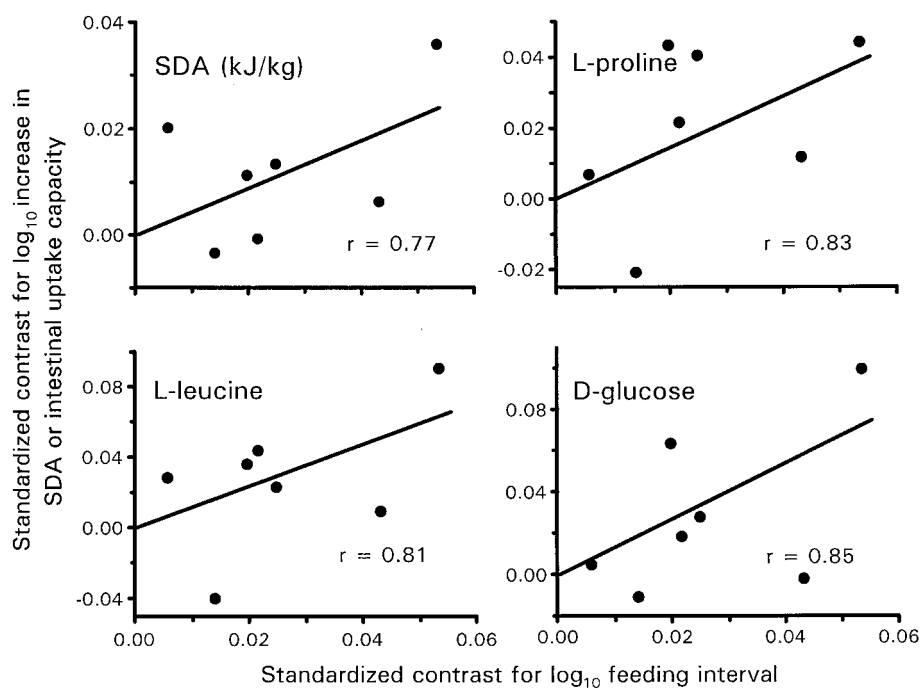 0.04
0.02
0.00
SDA (kJ/kg)
r = 0.77
0.04
0.02
0.00
-0.02
L-proline
r = 0.83
Standardized contrast for log10 increase in
SDA or intestinal uptake capacity
0.08
0.04
0.00
-0.04
L-leucine
r = 0.81
0.00
0.02
0.04
0.06
0.08
0.04
0.00
D-glucose
r = 0.85
0.00
0.02
0.04
0.06
Standardized contrast for log10 feeding interval